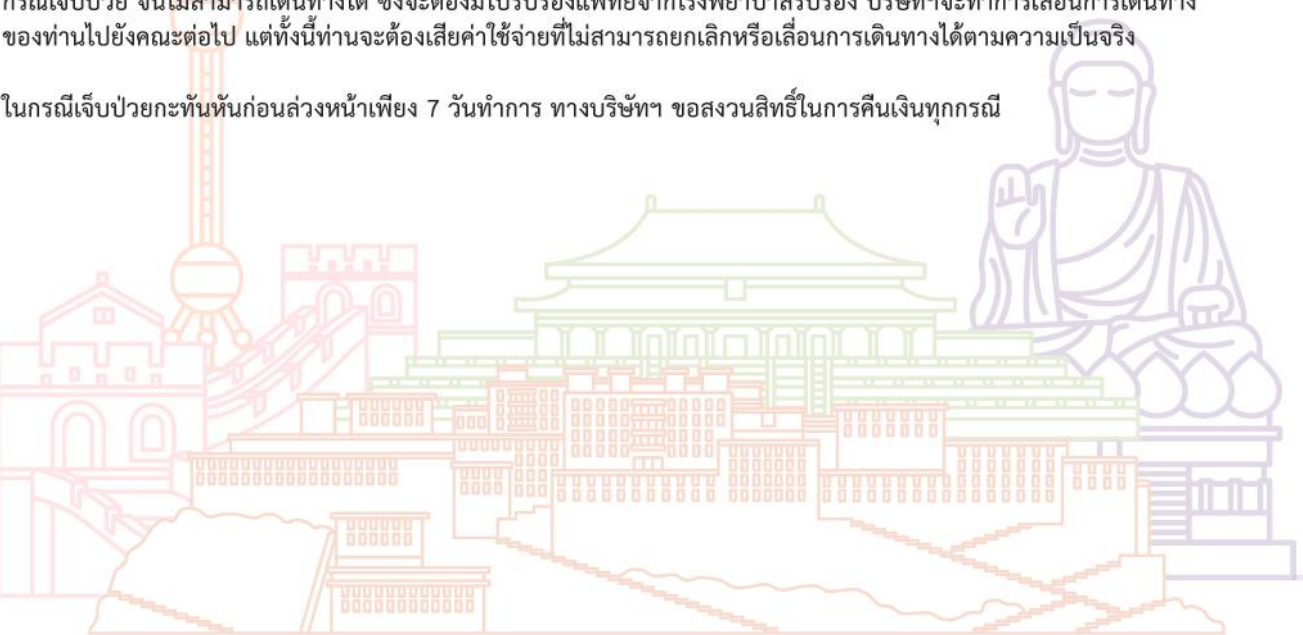 กรณีเจ็บป่วย จนไม่สามารถเดินทางได้ ซึ่งจะต้องมีใบรับรองแพทย์จากโรงพยาบาลรับรอง บริษัทฯจะทำการเลื่อนการเดินทาง
ของท่านไปยังคณะต่อไป แต่ทั้งนี้ท่านจะต้องเสียค่าใช้จ่ายที่ไม่สามารถยกเลิกหรือเลื่อนการเดินทางได้ตามความเป็นจริง
ในกรณีเจ็บป่วยกะทันหันก่อนล่วงหน้าเพียง 7 วันทำการ ทางบริษัทฯ ขอสงวนสิทธิ์ในการคืนเงินทุกกรณี